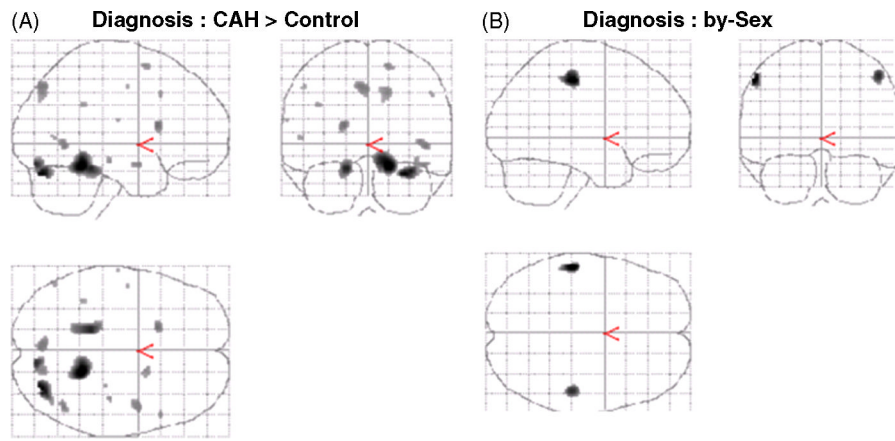 (A) Diagnosis : CAH > Control
(B) Diagnosis : by-Sex